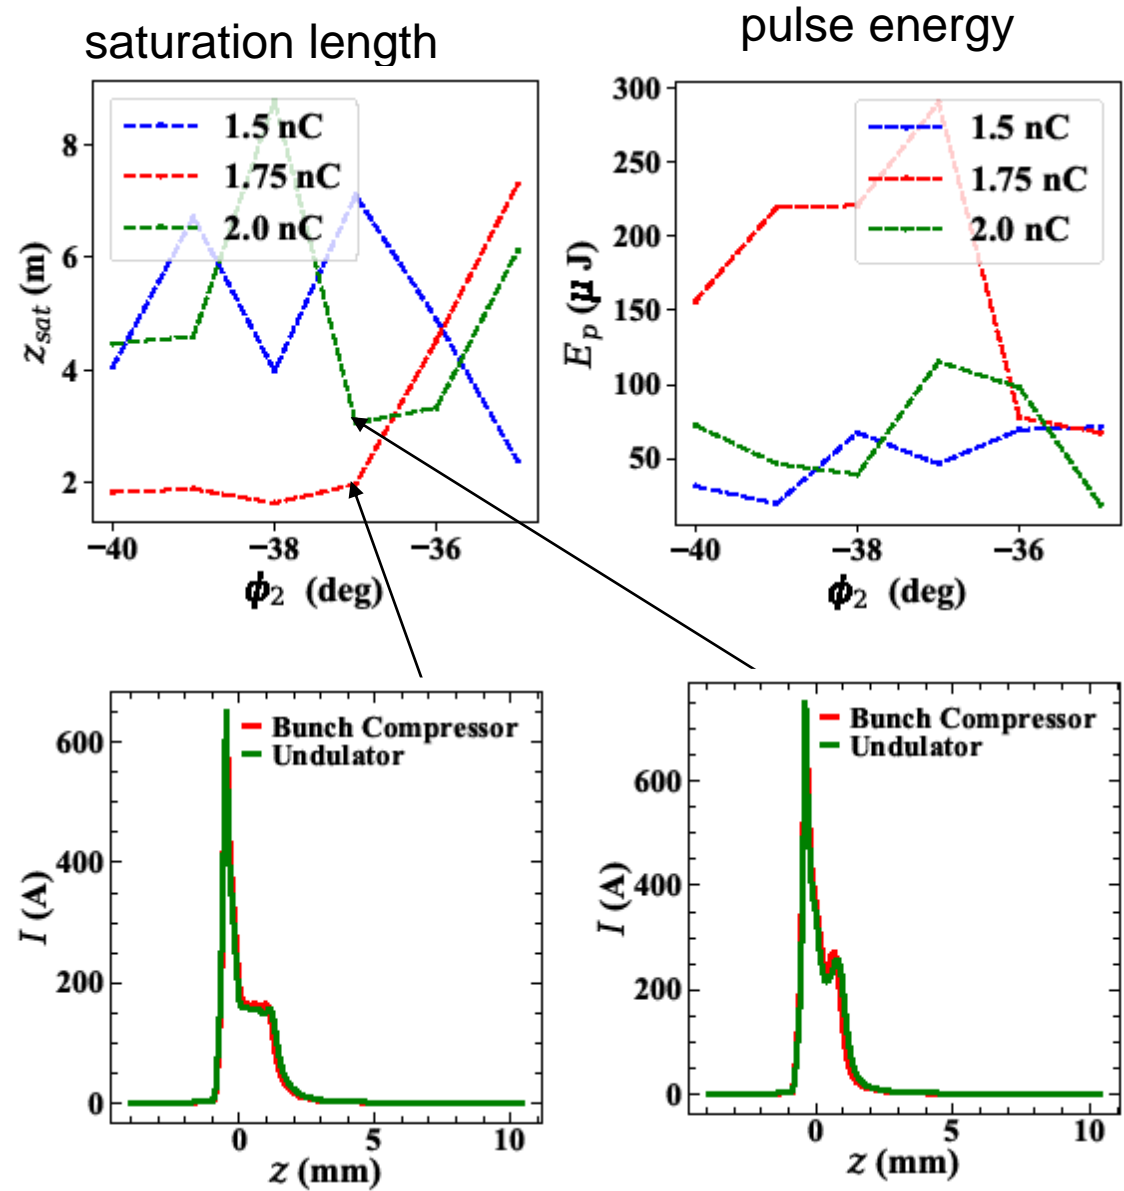 saturation length
pulse energy
1.5 nC
1.75 nC
2.0 nC
8
6
4
2
z_sat (m)
−40
−38
−36
ϕ₂ (deg)
1.5 nC
1.75 nC
2.0 nC
300
250
200
150
100
50
E_p (μ J)
−40
−38
−36
ϕ₂ (deg)
Bunch Compressor
Undulator
600
400
200
0
I (A)
0
5
10
z (mm)
Bunch Compressor
Undulator
600
400
200
0
I (A)
0
5
10
z (mm)